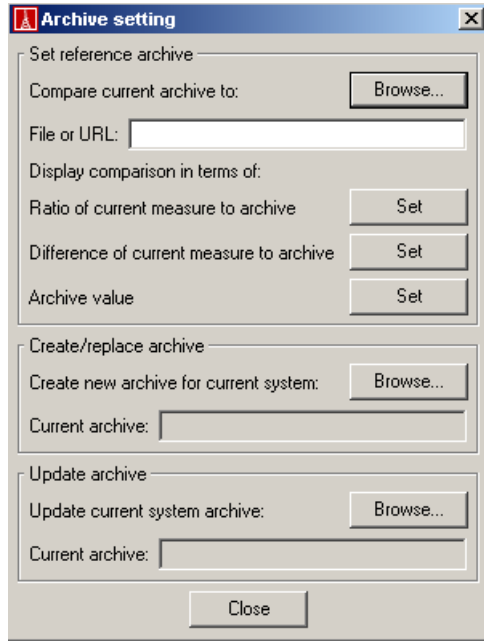 Archive setting
Set reference archive
Compare current archive to: Browse...
File or URL:
Display comparison in terms of:
Ratio of current measure to archive Set
Difference of current measure to archive Set
Archive value Set
Create/replace archive
Create new archive for current system: Browse...
Current archive:
Update archive
Update current system archive: Browse...
Current archive:
Close